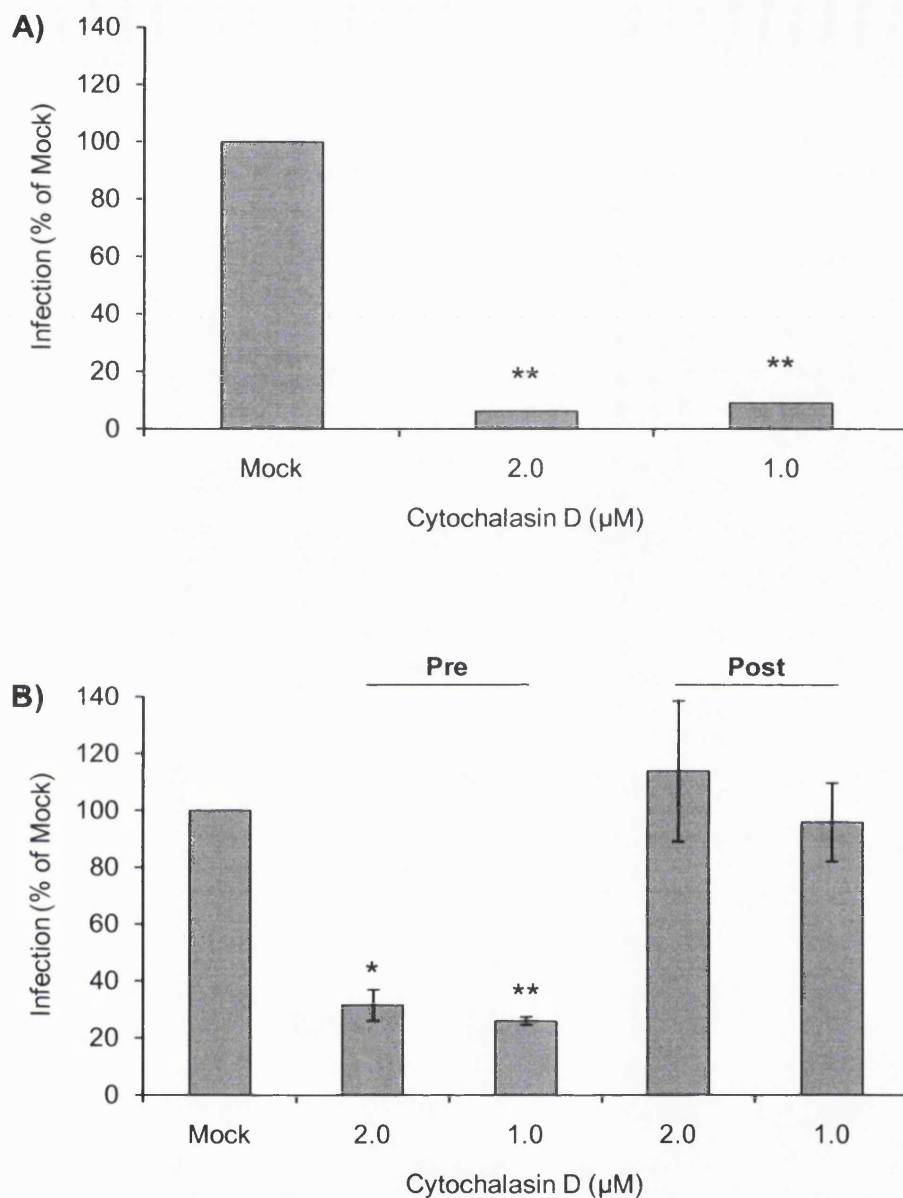 A)
140
120
100
80
60
40
20
0
Infection (% of Mock)
**
**
Mock 2.0 1.0
Cytochalasin D (µM)
Pre Post
B)
140
120
100
80
60
40
20
0
Infection (% of Mock)
*
**
Mock 2.0 1.0 2.0 1.0
Cytochalasin D (µM)